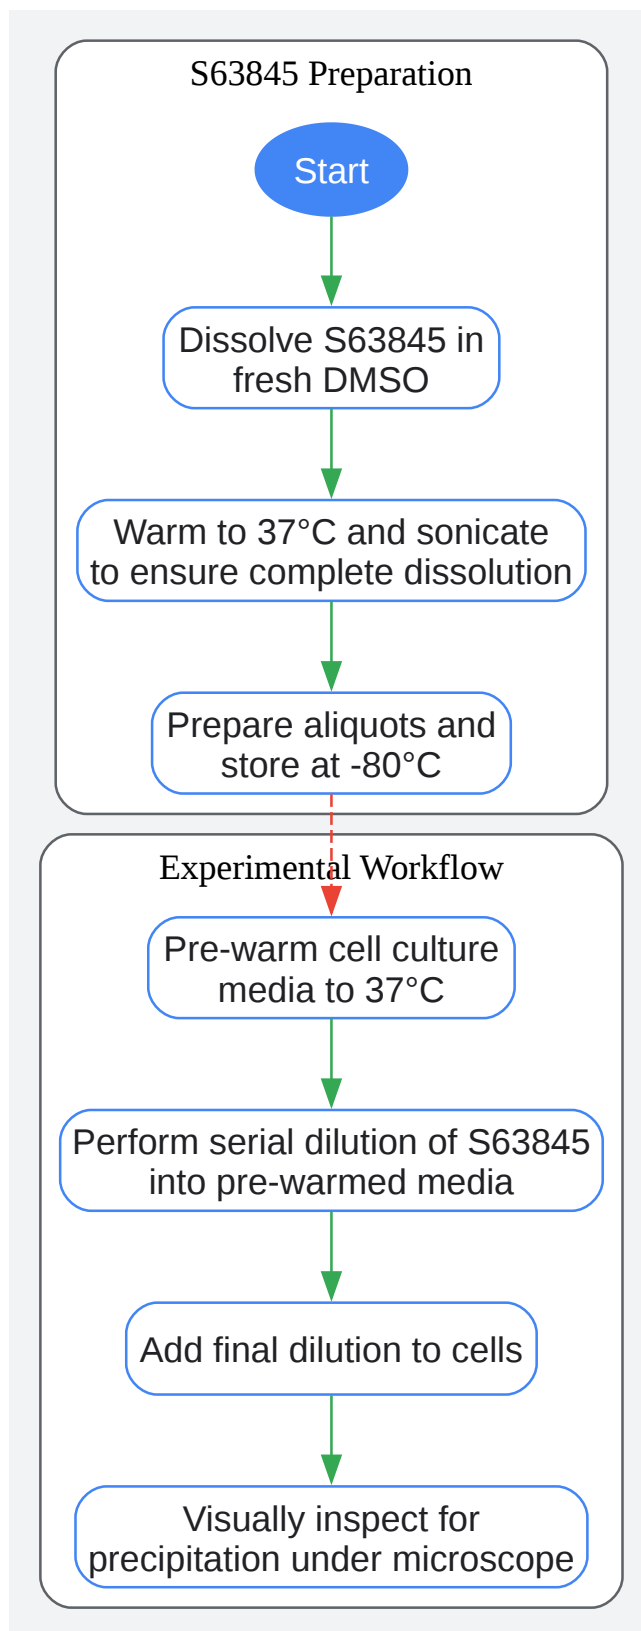 S63845 Preparation
Start
Dissolve S63845 in
fresh DMSO
Warm to 37°C and sonicate
to ensure complete dissolution
Prepare aliquots and
store at -80°C
Experimental Workflow
Pre-warm cell culture
media to 37°C
Perform serial dilution of S63845
into pre-warmed media
Add final dilution to cells
Visually inspect for
precipitation under microscope